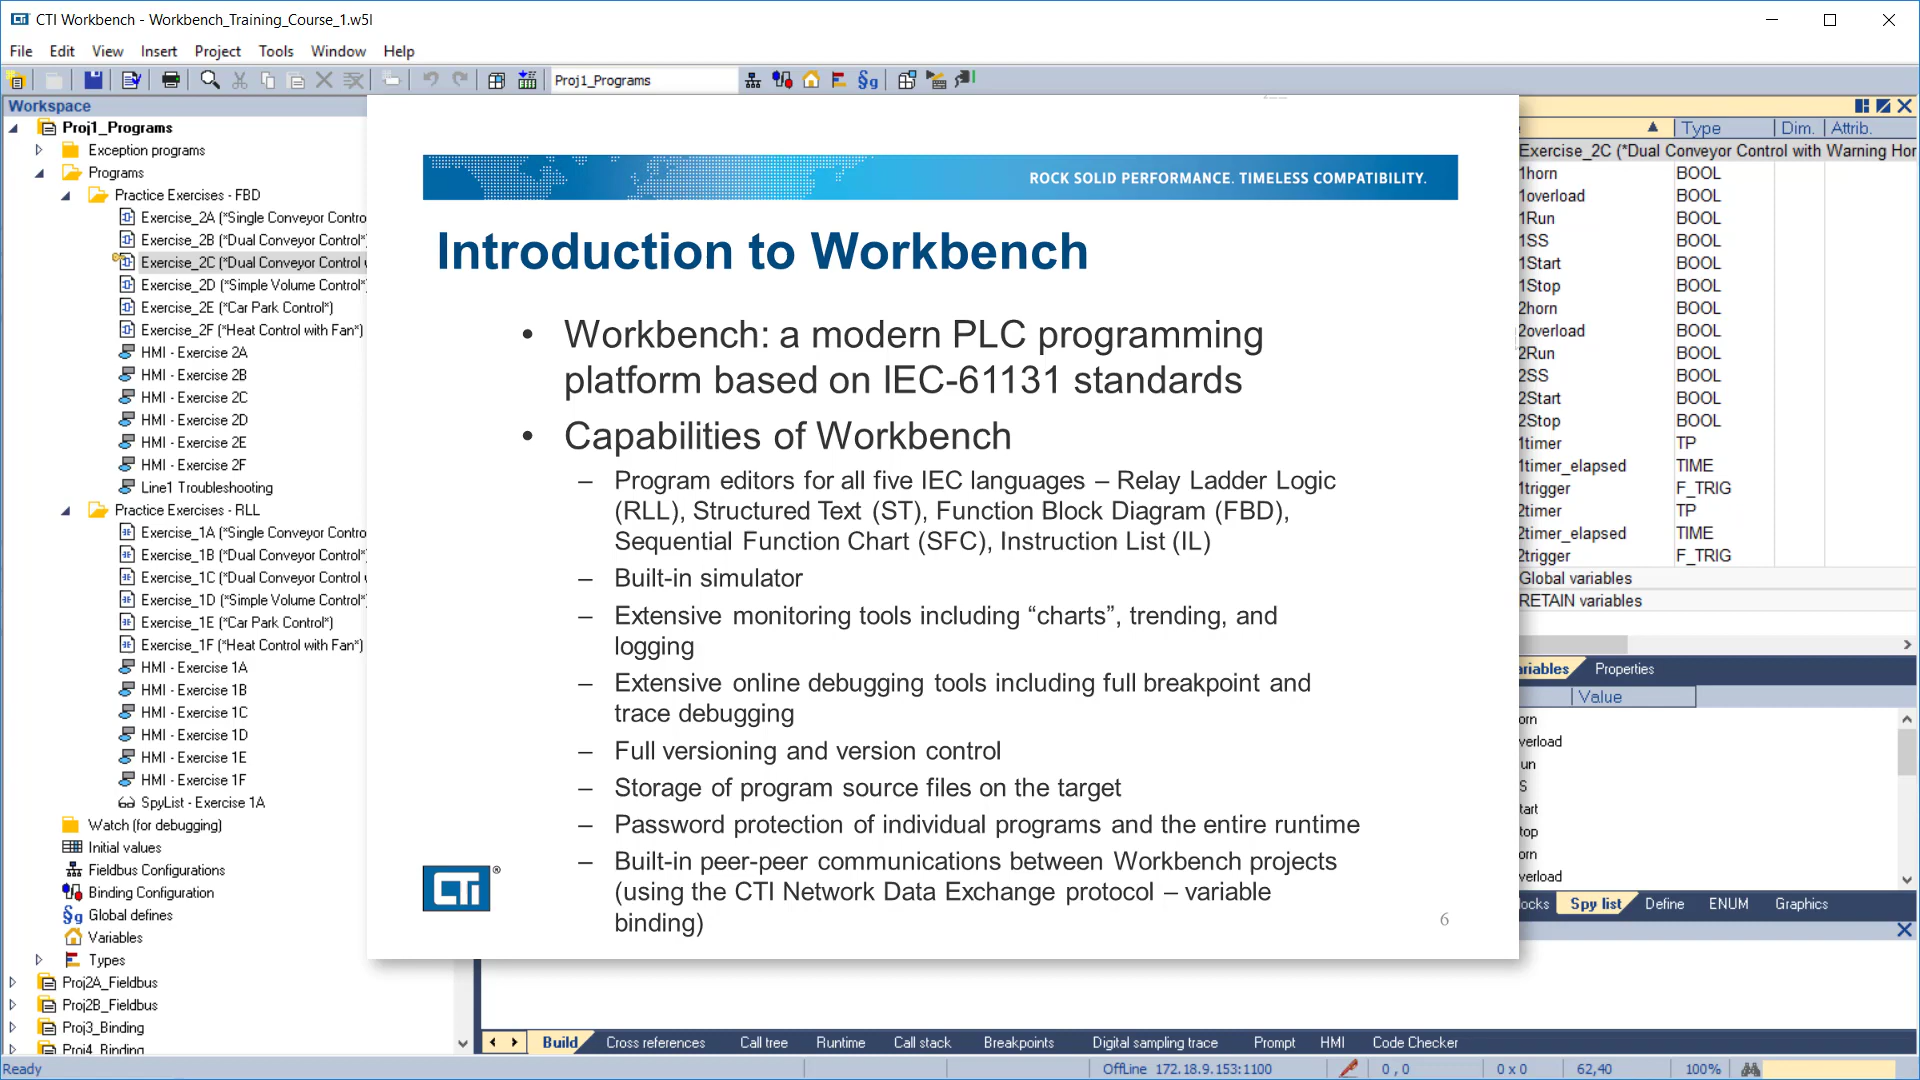 CTI Workbench - Workbench_Training_Course_1.w5l
File Edit View Insert Project Tools Window Help
Proj1_Programs
Workspace
Proj1_Programs
Exception programs
Programs
Practice Exercises - FBD
Exercise_2A (*Single Conveyor Contro
Exercise_2B (*Dual Conveyor Control*)
Exercise_2C (*Dual Conveyor Control
Exercise_2D (*Simple Volume Control*)
Exercise_2E (*Car Park Control*)
Exercise_2F (*Heat Control with Fan*)
HMI - Exercise 2A
HMI - Exercise 2B
HMI - Exercise 2C
HMI - Exercise 2D
HMI - Exercise 2E
HMI - Exercise 2F
Line1 Troubleshooting
Practice Exercises - RLL
Exercise_1A (*Single Conveyor Contro
Exercise_1B (*Dual Conveyor Control*)
Exercise_1C (*Dual Conveyor Control
Exercise_1D (*Simple Volume Control*)
Exercise_1E (*Car Park Control*)
Exercise_1F (*Heat Control with Fan*)
HMI - Exercise 1A
HMI - Exercise 1B
HMI - Exercise 1C
HMI - Exercise 1D
HMI - Exercise 1E
HMI - Exercise 1F
SpyList - Exercise 1A
Watch (for debugging)
Initial values
Fieldbus Configurations
Binding Configuration
Global defines
Variables
Types
Proj2A_Fieldbus
Proj2B_Fieldbus
Proj3_Binding
Proj4_Binding
ROCK SOLID PERFORMANCE. TIMELESS COMPATIBILITY.
Introduction to Workbench
• Workbench: a modern PLC programming
platform based on IEC-61131 standards
• Capabilities of Workbench
– Program editors for all five IEC languages – Relay Ladder Logic
(RLL), Structured Text (ST), Function Block Diagram (FBD),
Sequential Function Chart (SFC), Instruction List (IL)
– Built-in simulator
– Extensive monitoring tools including “charts”, trending, and
logging
– Extensive online debugging tools including full breakpoint and
trace debugging
– Full versioning and version control
– Storage of program source files on the target
– Password protection of individual programs and the entire runtime
– Built-in peer-peer communications between Workbench projects
(using the CTI Network Data Exchange protocol – variable
binding)
CTi ®
6
Type Dim. Attrib.
Exercise_2C (*Dual Conveyor Control with Warning Hor
1horn BOOL
1overload BOOL
1Run BOOL
1SS BOOL
1Start BOOL
1Stop BOOL
2horn BOOL
2overload BOOL
2Run BOOL
2SS BOOL
2Start BOOL
2Stop BOOL
1timer TP
1timer_elapsed TIME
1trigger F_TRIG
2timer TP
2timer_elapsed TIME
2trigger F_TRIG
Global variables
RETAIN variables
ariables Properties
Value
orn
verload
un
S
tart
top
orn
verload
locks Spy list Define ENUM Graphics
Build Cross references Call tree Runtime Call stack Breakpoints Digital sampling trace Prompt HMI Code Checker
Ready OffLine 172.18.9.153:1100 0 , 0 0 x 0 62,40 100%